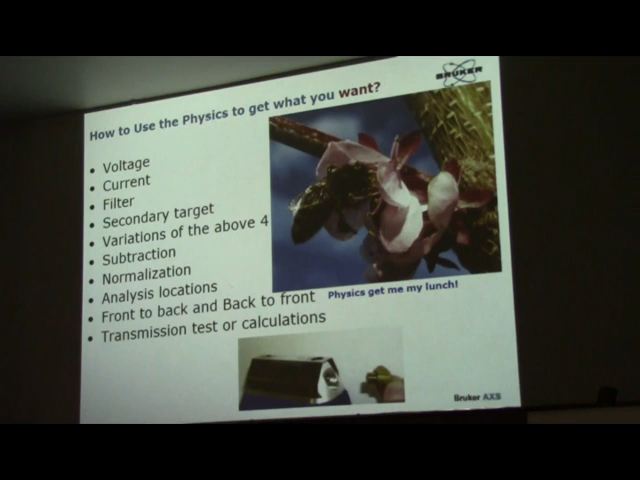 BRUKER
How to Use the Physics to get what you want?
• Voltage
• Current
• Filter
• Secondary target
• Variations of the above 4
• Subtraction
• Normalization
• Analysis locations
• Front to back and Back to front
• Transmission test or calculations
Physics get me my lunch!
Bruker AXS